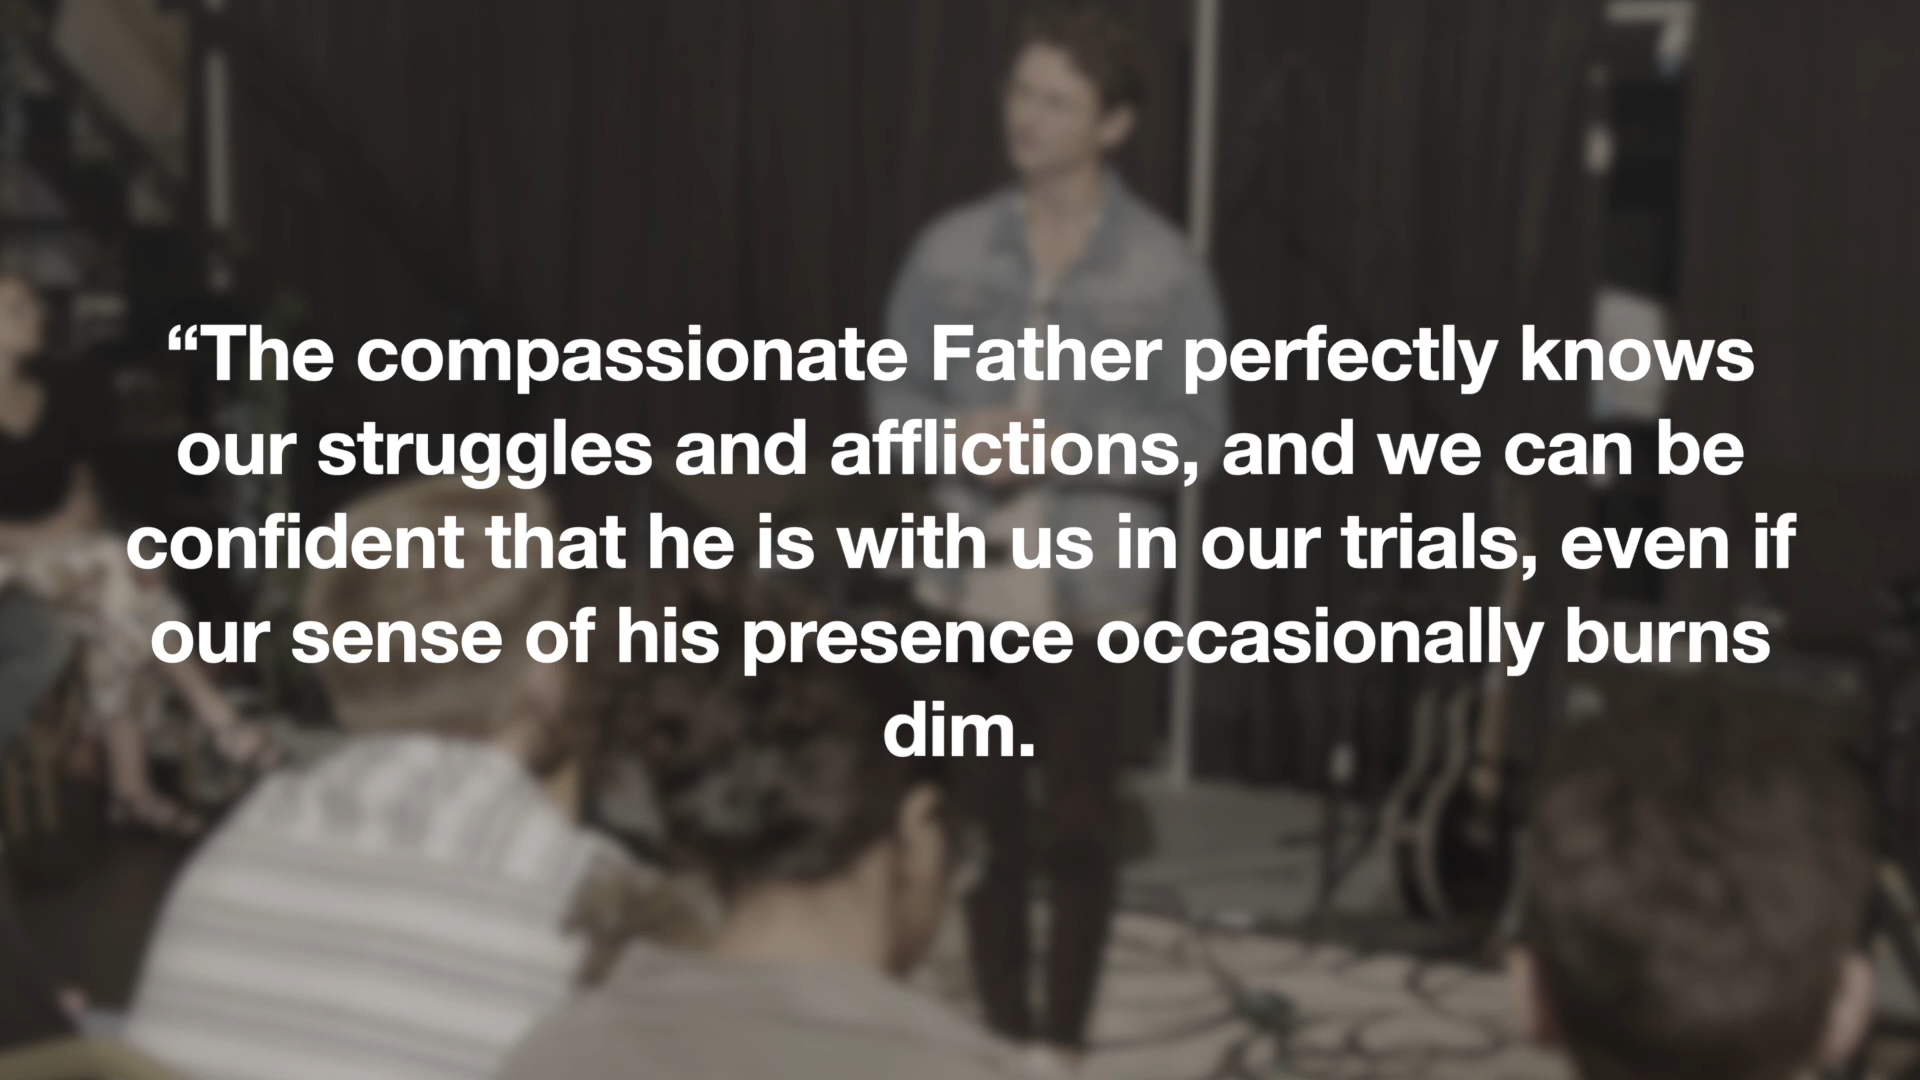 “The compassionate Father perfectly knows
our struggles and afflictions, and we can be
confident that he is with us in our trials, even if
our sense of his presence occasionally burns
dim.